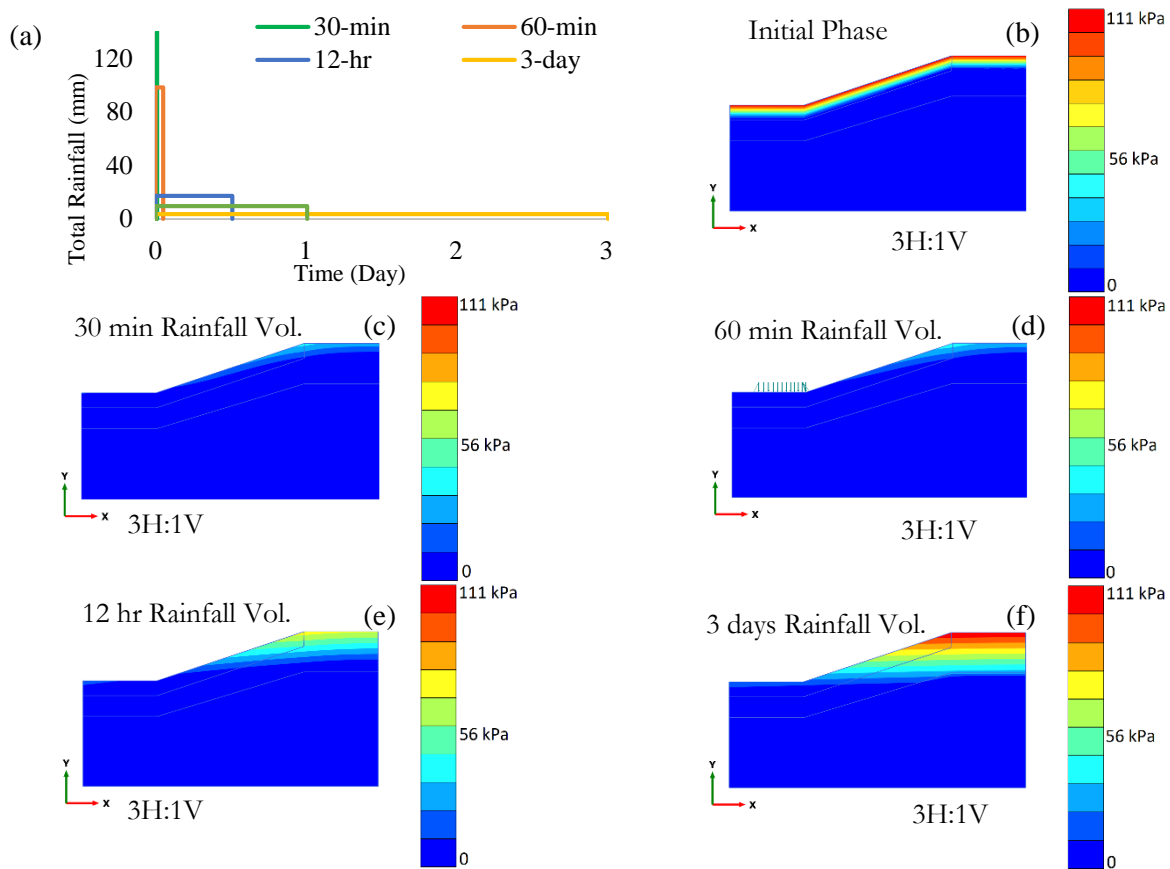 (a)
30-min
60-min
12-hr
3-day
Total Rainfall (mm)
120
80
40
0
0
1
2
3
Time (Day)
Initial Phase
(b)
111 kPa
56 kPa
0
Y
X
3H:1V
30 min Rainfall Vol.
(c)
111 kPa
56 kPa
0
Y
X
3H:1V
60 min Rainfall Vol.
(d)
111 kPa
56 kPa
0
Y
X
3H:1V
12 hr Rainfall Vol.
(e)
111 kPa
56 kPa
0
Y
X
3H:1V
3 days Rainfall Vol.
(f)
111 kPa
56 kPa
0
Y
X
3H:1V